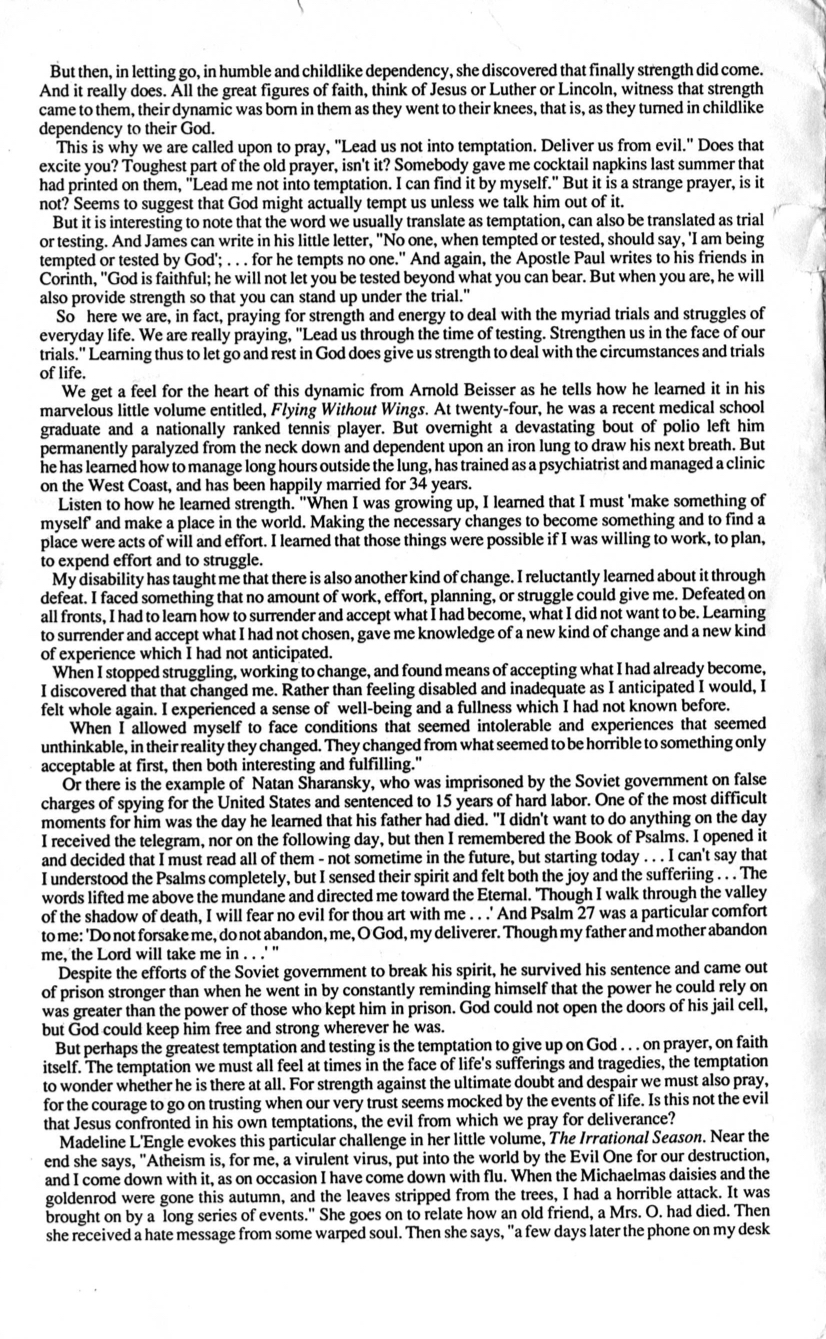 But then, in letting go, in humble and childlike dependency, she discovered that finally strength did come.
And it really does. All the great figures of faith, think of Jesus or Luther or Lincoln, witness that strength
came to them, their dynamic was born in them as they went to their knees, that is, as they turned in childlike
dependency to their God.
This is why we are called upon to pray, "Lead us not into temptation. Deliver us from evil." Does that
excite you? Toughest part of the old prayer, isn't it? Somebody gave me cocktail napkins last summer that
had printed on them, "Lead me not into temptation. I can find it by myself." But it is a strange prayer, is it
not? Seems to suggest that God might actually tempt us unless we talk him out of it.
But it is interesting to note that the word we usually translate as temptation, can also be translated as trial
or testing. And James can write in his little letter, "No one, when tempted or tested, should say, 'I am being
tempted or tested by God'; . . . for he tempts no one." And again, the Apostle Paul writes to his friends in
Corinth, "God is faithful; he will not let you be tested beyond what you can bear. But when you are, he will
also provide strength so that you can stand up under the trial."
So here we are, in fact, praying for strength and energy to deal with the myriad trials and struggles of
everyday life. We are really praying, "Lead us through the time of testing. Strengthen us in the face of our
trials." Learning thus to let go and rest in God does give us strength to deal with the circumstances and trials
of life.
We get a feel for the heart of this dynamic from Arnold Beisser as he tells how he learned it in his
marvelous little volume entitled, Flying Without Wings. At twenty-four, he was a recent medical school
graduate and a nationally ranked tennis player. But overnight a devastating bout of polio left him
permanently paralyzed from the neck down and dependent upon an iron lung to draw his next breath. But
he has learned how to manage long hours outside the lung, has trained as a psychiatrist and managed a clinic
on the West Coast, and has been happily married for 34 years.
Listen to how he learned strength. "When I was growing up, I learned that I must 'make something of
myself' and make a place in the world. Making the necessary changes to become something and to find a
place were acts of will and effort. I learned that those things were possible if I was willing to work, to plan,
to expend effort and to struggle.
My disability has taught me that there is also another kind of change. I reluctantly learned about it through
defeat. I faced something that no amount of work, effort, planning, or struggle could give me. Defeated on
all fronts, I had to learn how to surrender and accept what I had become, what I did not want to be. Learning
to surrender and accept what I had not chosen, gave me knowledge of a new kind of change and a new kind
of experience which I had not anticipated.
When I stopped struggling, working to change, and found means of accepting what I had already become,
I discovered that that changed me. Rather than feeling disabled and inadequate as I anticipated I would, I
felt whole again. I experienced a sense of well-being and a fullness which I had not known before.
When I allowed myself to face conditions that seemed intolerable and experiences that seemed
unthinkable, in their reality they changed. They changed from what seemed to be horrible to something only
acceptable at first, then both interesting and fulfilling."
Or there is the example of Natan Sharansky, who was imprisoned by the Soviet government on false
charges of spying for the United States and sentenced to 15 years of hard labor. One of the most difficult
moments for him was the day he learned that his father had died. "I didn't want to do anything on the day
I received the telegram, nor on the following day, but then I remembered the Book of Psalms. I opened it
and decided that I must read all of them - not sometime in the future, but starting today . . . I can't say that
I understood the Psalms completely, but I sensed their spirit and felt both the joy and the sufferiing . . . The
words lifted me above the mundane and directed me toward the Eternal. 'Though I walk through the valley
of the shadow of death, I will fear no evil for thou art with me . . .' And Psalm 27 was a particular comfort
to me: 'Do not forsake me, do not abandon, me, O God, my deliverer. Though my father and mother abandon
me, the Lord will take me in . . .' "
Despite the efforts of the Soviet government to break his spirit, he survived his sentence and came out
of prison stronger than when he went in by constantly reminding himself that the power he could rely on
was greater than the power of those who kept him in prison. God could not open the doors of his jail cell,
but God could keep him free and strong wherever he was.
But perhaps the greatest temptation and testing is the temptation to give up on God . . . on prayer, on faith
itself. The temptation we must all feel at times in the face of life's sufferings and tragedies, the temptation
to wonder whether he is there at all. For strength against the ultimate doubt and despair we must also pray,
for the courage to go on trusting when our very trust seems mocked by the events of life. Is this not the evil
that Jesus confronted in his own temptations, the evil from which we pray for deliverance?
Madeline L'Engle evokes this particular challenge in her little volume, The Irrational Season. Near the
end she says, "Atheism is, for me, a virulent virus, put into the world by the Evil One for our destruction,
and I come down with it, as on occasion I have come down with flu. When the Michaelmas daisies and the
goldenrod were gone this autumn, and the leaves stripped from the trees, I had a horrible attack. It was
brought on by a long series of events." She goes on to relate how an old friend, a Mrs. O. had died. Then
she received a hate message from some warped soul. Then she says, "a few days later the phone on my desk